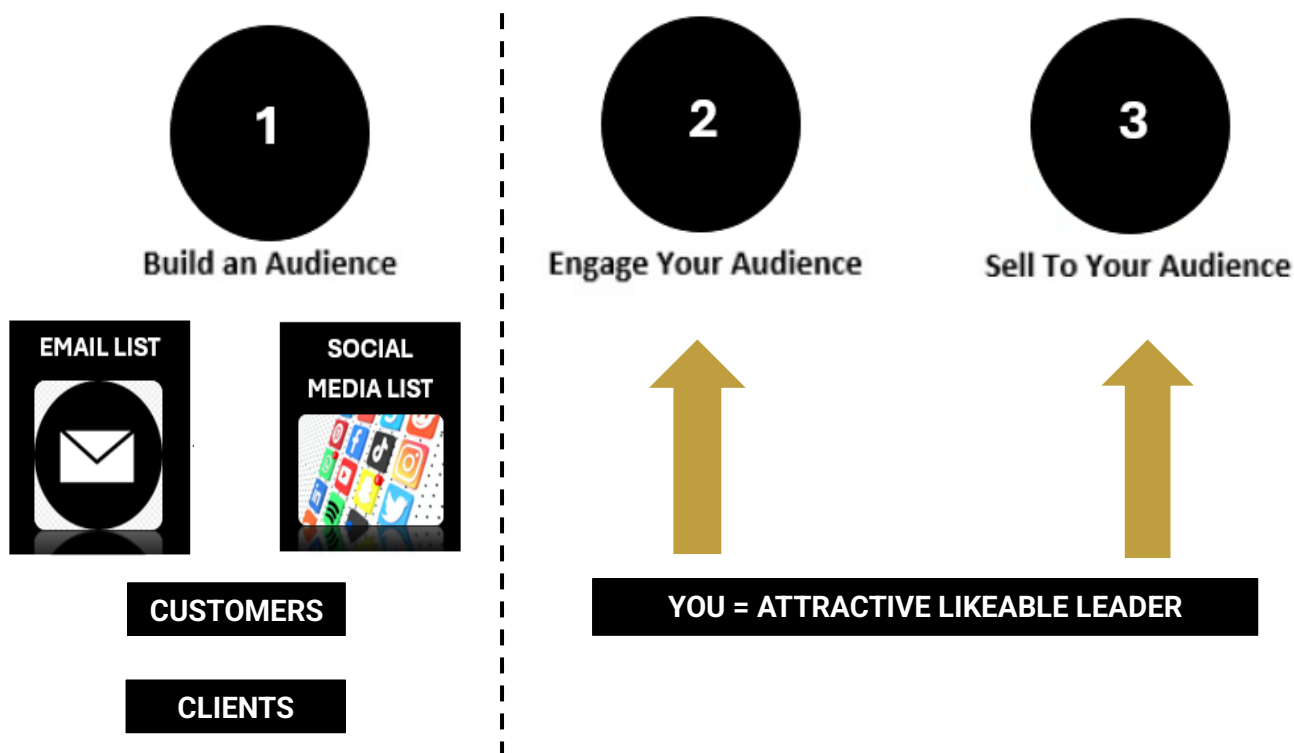 1
2
3
Build an Audience
Engage Your Audience
Sell To Your Audience
EMAIL LIST
SOCIAL
MEDIA LIST
CUSTOMERS
YOU = ATTRACTIVE LIKEABLE LEADER
CLIENTS